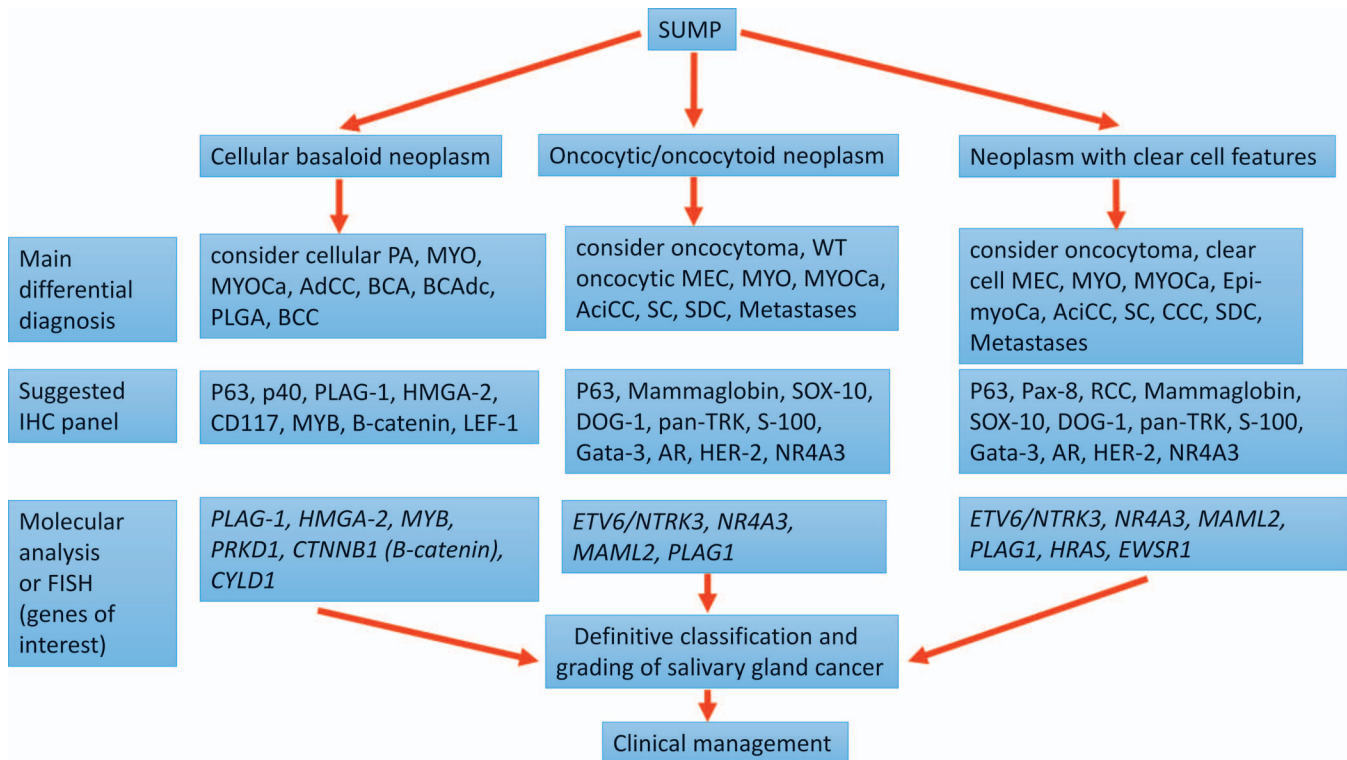 SUMP
Cellular basaloid neoplasm
Oncocytic/oncocytoid neoplasm
Neoplasm with clear cell features
Main
differential
diagnosis
consider cellular PA, MYO,
MYOCa, AdCC, BCA, BCAdc,
PLGA, BCC
consider oncocytoma, WT
oncocytic MEC, MYO, MYOCa,
AciCC, SC, SDC, Metastases
consider oncocytoma, clear
cell MEC, MYO, MYOCa, Epi-
myoCa, AciCC, SC, CCC, SDC,
Metastases
Suggested
IHC panel
P63, p40, PLAG-1, HMGA-2,
CD117, MYB, B-catenin, LEF-1
P63, Mammaglobin, SOX-10,
DOG-1, pan-TRK, S-100,
Gata-3, AR, HER-2, NR4A3
P63, Pax-8, RCC, Mammaglobin,
SOX-10, DOG-1, pan-TRK, S-100,
Gata-3, AR, HER-2, NR4A3
Molecular
analysis
or FISH
(genes of
interest)
PLAG-1, HMGA-2, MYB,
PRKD1, CTNNB1 (B-catenin),
CYLD1
ETV6/NTRK3, NR4A3,
MAML2, PLAG1
ETV6/NTRK3, NR4A3, MAML2,
PLAG1, HRAS, EWSR1
Definitive classification and
grading of salivary gland cancer
Clinical management